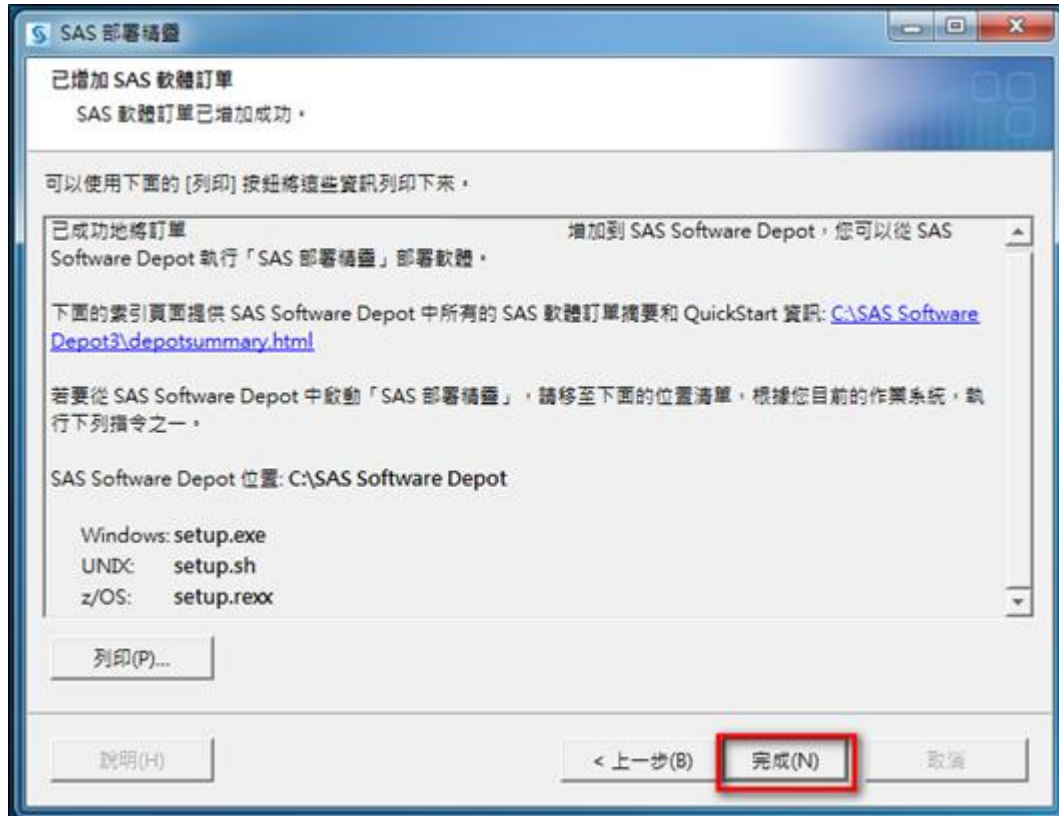 SAS 部署精靈
已增加 SAS 軟體訂單
SAS 軟體訂單已增加成功。
可以使用下面的 [列印] 按鈕將這些資訊列印下來。
已成功地將訂單 增加到 SAS Software Depot，您可以從 SAS
Software Depot 執行「SAS 部署精靈」部署軟體。
下面的索引頁面提供 SAS Software Depot 中所有的 SAS 軟體訂單摘要和 QuickStart 資訊: C:\SAS Software
Depot3\depotsummary.html
若要從 SAS Software Depot 中啟動「SAS 部署精靈」，請移至下面的位置清單，根據您目前的作業系統，執
行下列指令之一。
SAS Software Depot 位置: C:\SAS Software Depot
Windows: setup.exe
UNIX: setup.sh
z/OS: setup.rexx
列印(P)...
說明(H)
< 上一步(B)
完成(N)
取消